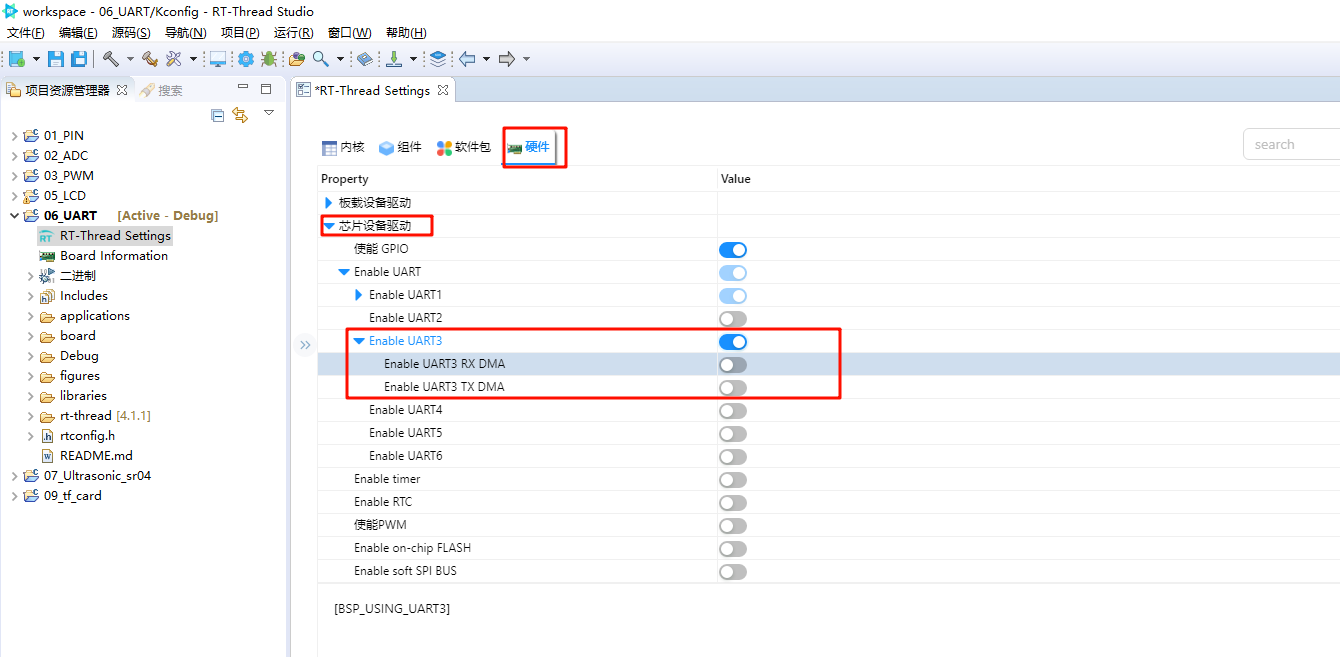 workspace - 06_UART/Kconfig - RT-Thread Studio
文件(F) 编辑(E) 源码(S) 导航(N) 项目(P) 运行(R) 窗口(W) 帮助(H)
项目资源管理器 搜索
*RT-Thread Settings
01_PIN
02_ADC
03_PWM
05_LCD
06_UART [Active - Debug]
RT-Thread Settings
Board Information
二进制
Includes
applications
board
Debug
figures
libraries
rt-thread [4.1.1]
rtconfig.h
README.md
07_Ultrasonic_sr04
09_tf_card
内核 组件 软件包 硬件
search
Property Value
板载设备驱动
芯片设备驱动
使能 GPIO
Enable UART
Enable UART1
Enable UART2
Enable UART3
Enable UART3 RX DMA
Enable UART3 TX DMA
Enable UART4
Enable UART5
Enable UART6
Enable timer
Enable RTC
使能PWM
Enable on-chip FLASH
Enable soft SPI BUS
[BSP_USING_UART3]